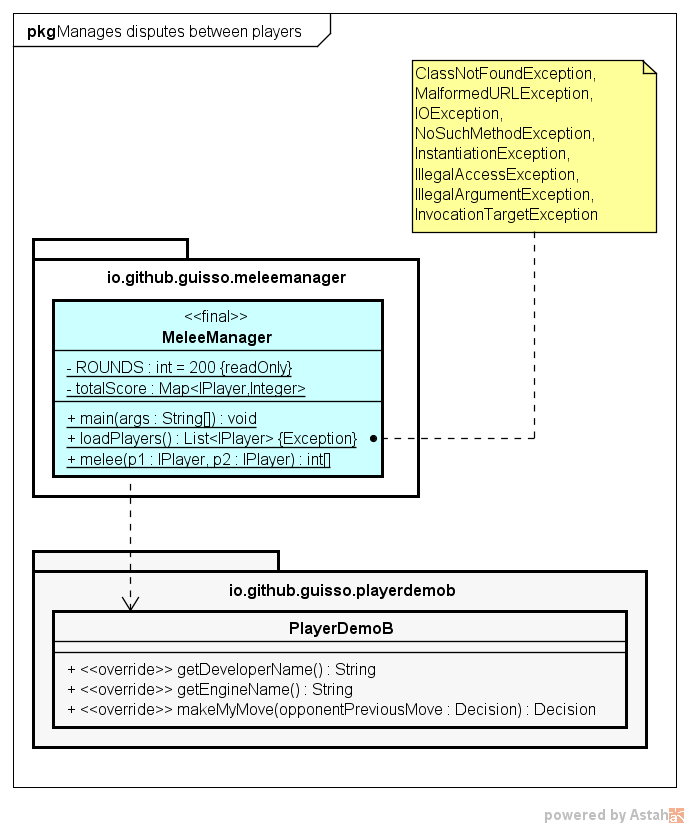 pkg Manages disputes between players
ClassNotFoundException,
MalformedURLException,
IOException,
NoSuchMethodException,
InstantiationException,
IllegalAccessException,
IllegalArgumentException,
InvocationTargetException
io.github.guisso.meleemanager
<<final>>
MeleeManager
- ROUNDS : int = 200 {readOnly}
- totalScore : Map<IPlayer,Integer>
+ main(args : String[]) : void
+ loadPlayers() : List<IPlayer> {Exception}
+ melee(p1 : IPlayer, p2 : IPlayer) : int[]
io.github.guisso.playerdemob
PlayerDemoB
+ <<override>> getDeveloperName() : String
+ <<override>> getEngineName() : String
+ <<override>> makeMyMove(opponentPreviousMove : Decision) : Decision
powered by Astah